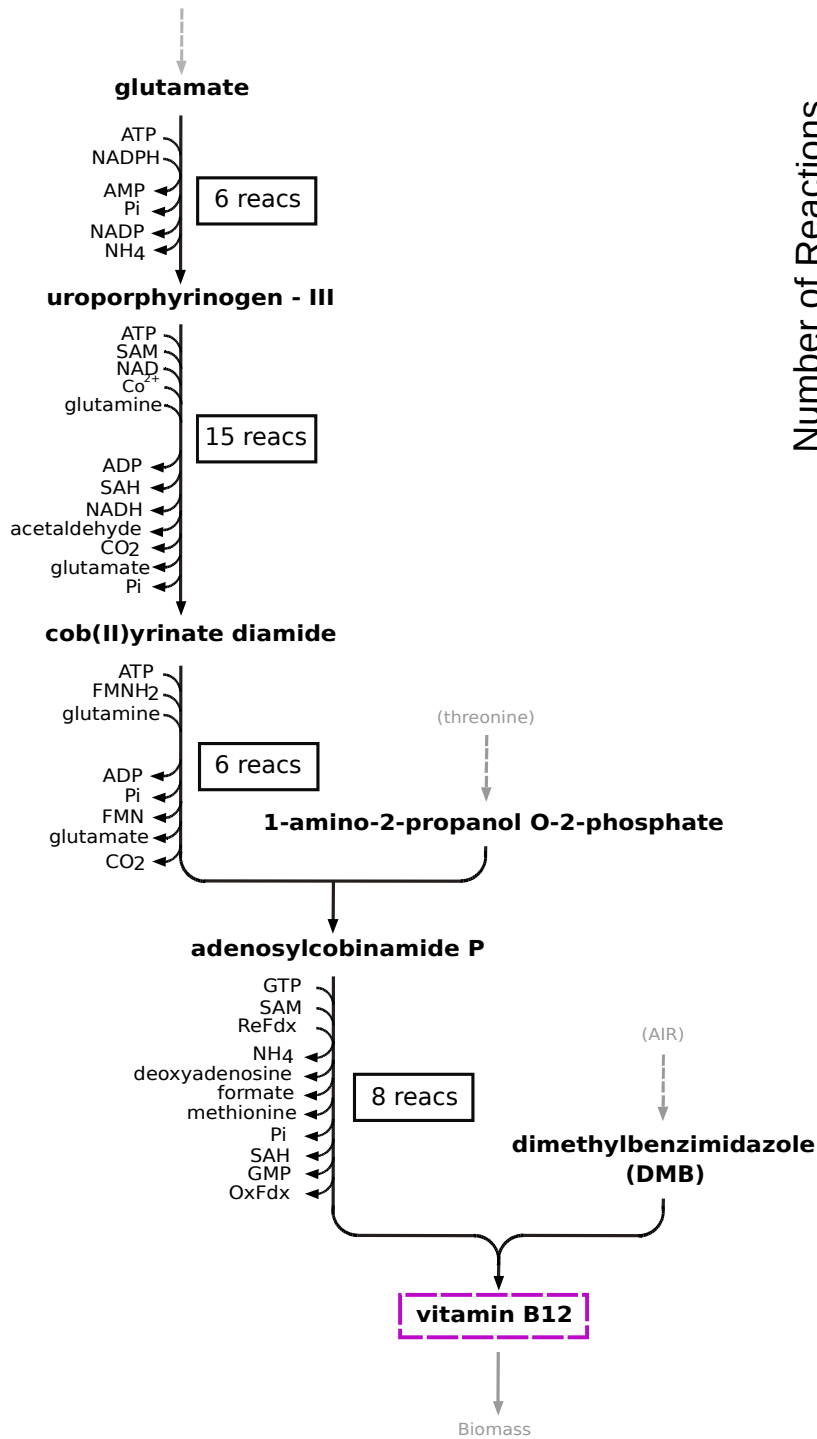 glutamate
ATP
NADPH
AMP
Pi
NADP
NH4
6 reacs
Number of Reactions
uroporphyrinogen - III
ATP
SAM
NAD
Co2+
glutamine
15 reacs
ADP
SAH
NADH
acetaldehyde
CO2
glutamate
Pi
cob(II)yrinate diamide
ATP
FMNH2
glutamine
6 reacs
ADP
Pi
FMN
glutamate
CO2
(threonine)
1-amino-2-propanol O-2-phosphate
adenosylcobinamide P
GTP
SAM
ReFdx
NH4
deoxyadenosine
formate
methionine
Pi
SAH
GMP
OxFdx
8 reacs
(AIR)
dimethylbenzimidazole
(DMB)
vitamin B12
Biomass